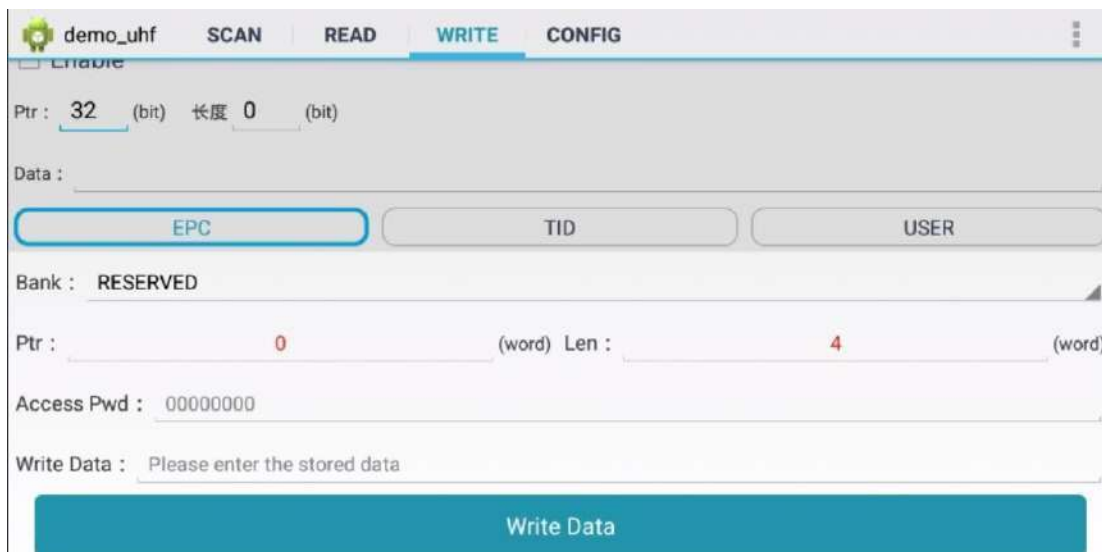 demo_uhf SCAN READ WRITE CONFIG
Enable
Ptr : 32 (bit) 长度 0 (bit)
Data :
EPC TID USER
Bank : RESERVED
Ptr : 0 (word) Len : 4 (word)
Access Pwd : 00000000
Write Data : Please enter the stored data
Write Data